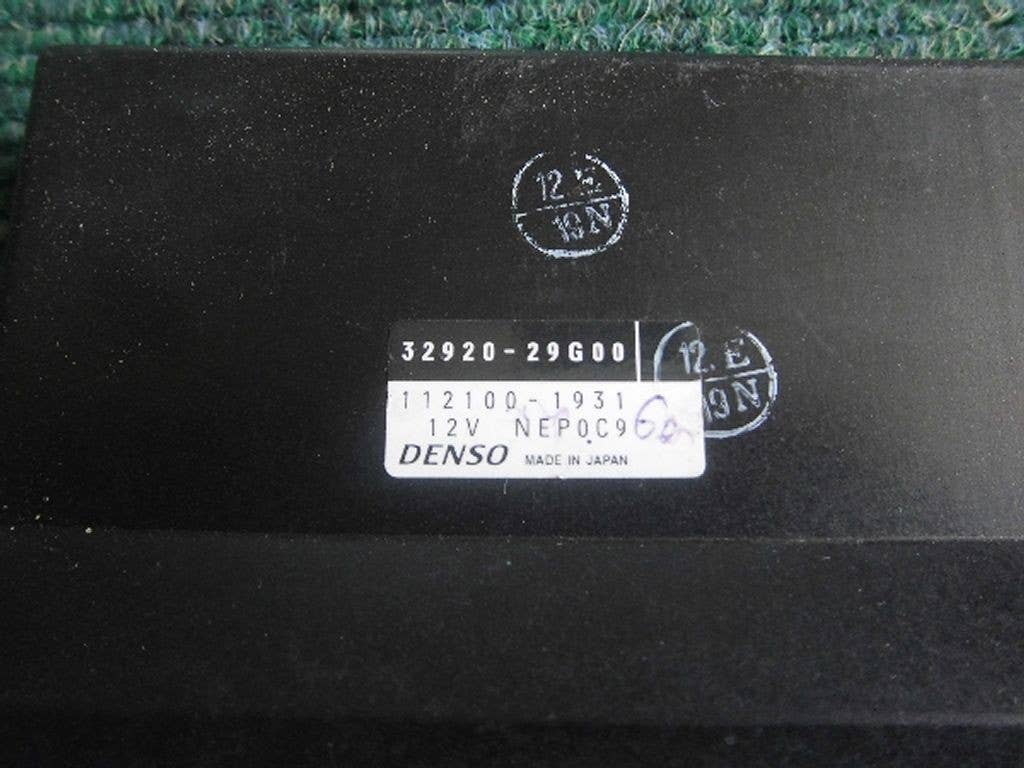 12.E
19N
32920-29G00
12.E
19N
112100-1931
12V NEP0C9
DENSO MADE IN JAPAN